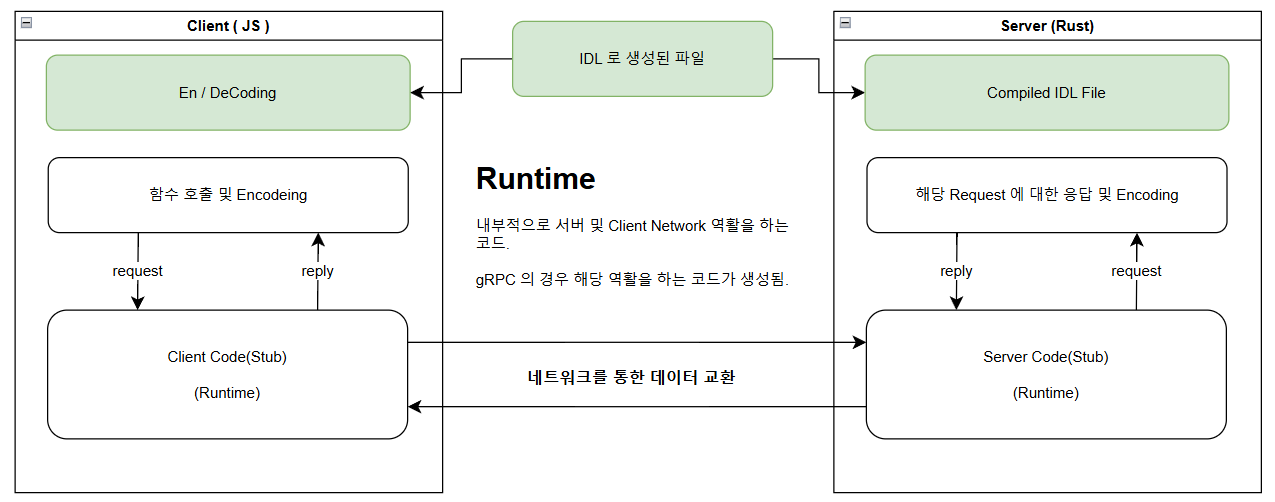 Client ( JS )
En / DeCoding
함수 호출 및 Encodeing
request
reply
Client Code(Stub)
(Runtime)
IDL 로 생성된 파일
Runtime
내부적으로 서버 및 Client Network 역활을 하는
코드.
gRPC 의 경우 해당 역활을 하는 코드가 생성됨.
네트워크를 통한 데이터 교환
Server (Rust)
Compiled IDL File
해당 Request 에 대한 응답 및 Encoding
reply
request
Server Code(Stub)
(Runtime)